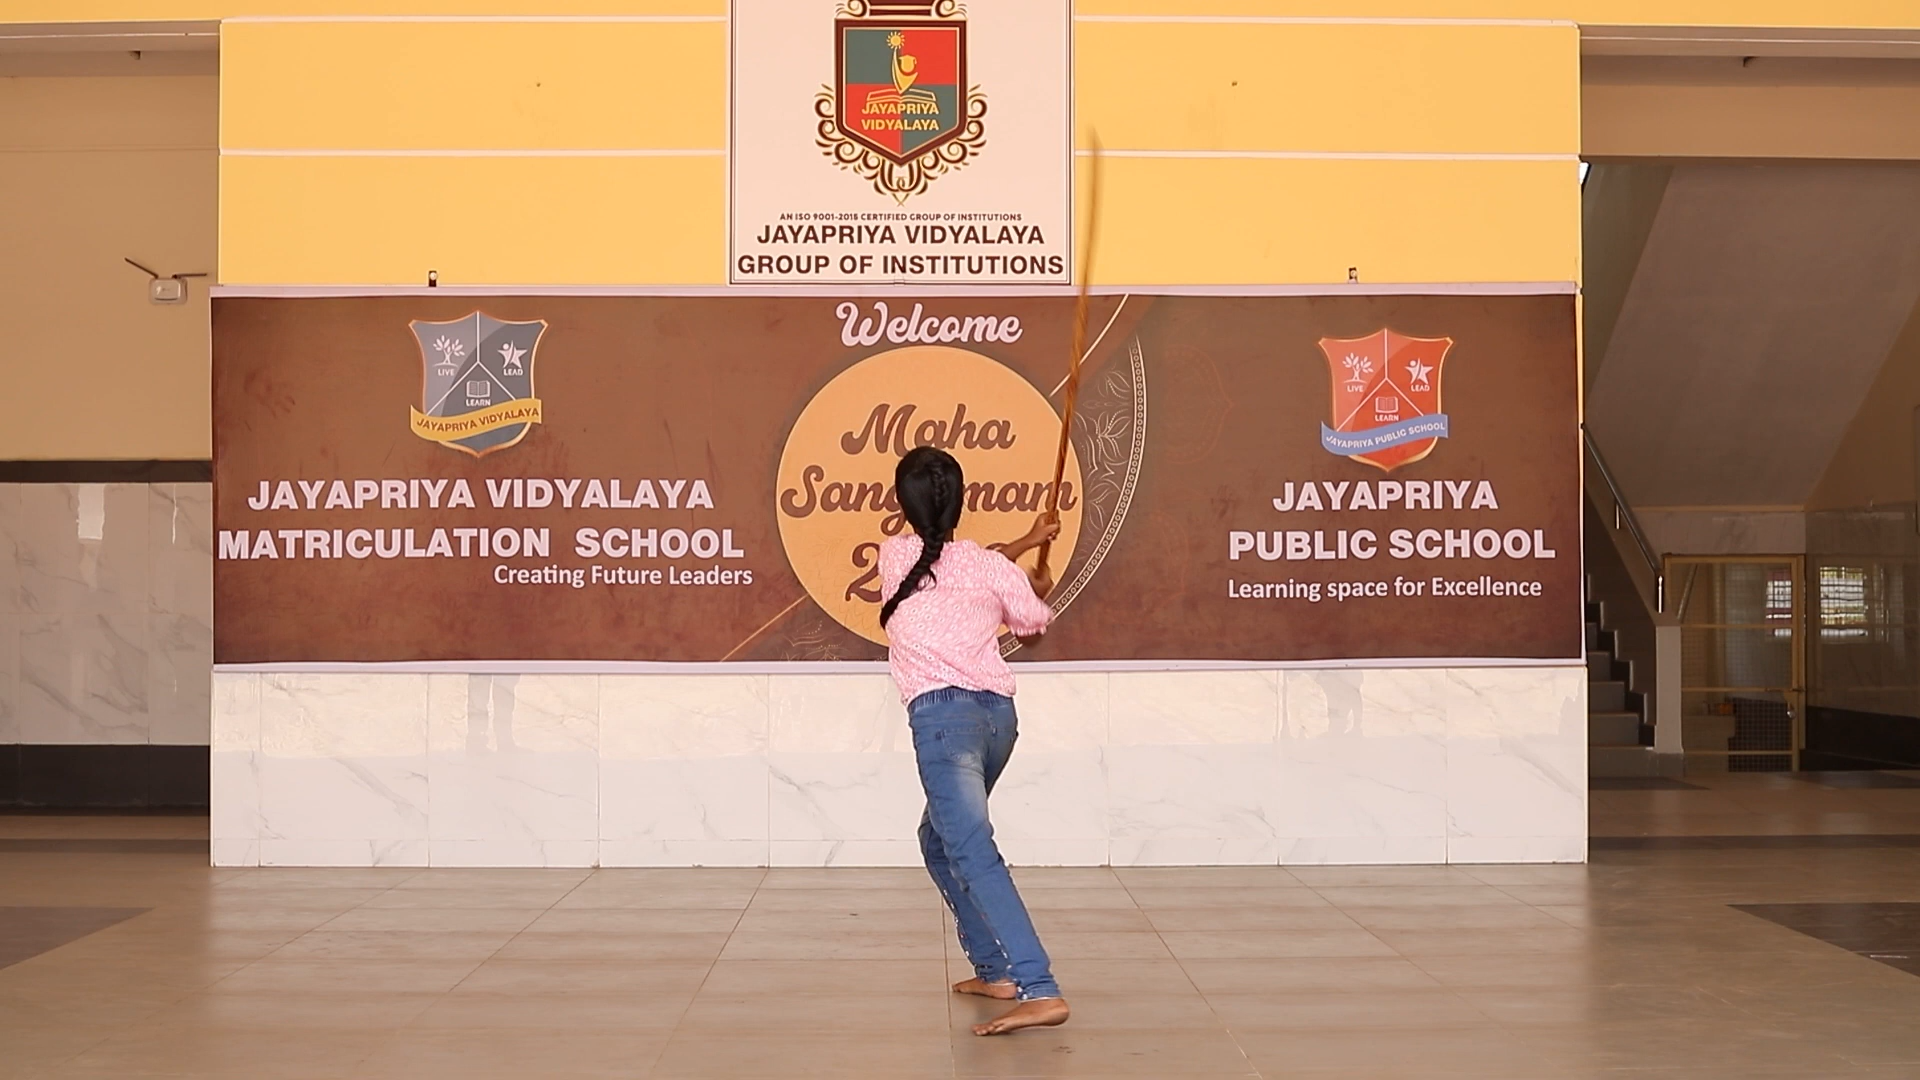 JAYAPRIYA
VIDYALAYA
AN ISO 9001-2015 CERTIFIED GROUP OF INSTITUTIONS
JAYAPRIYA VIDYALAYA
GROUP OF INSTITUTIONS
Welcome
Maha
LIVE
LEAD
LEARN
JAYAPRIYA VIDYALAYA
JAYAPRIYA VIDYALAYA
MATRICULATION SCHOOL
Creating Future Leaders
LIVE
LEAD
LEARN
JAYAPRIYA PUBLIC SCHOOL
JAYAPRIYA
PUBLIC SCHOOL
Learning space for Excellence